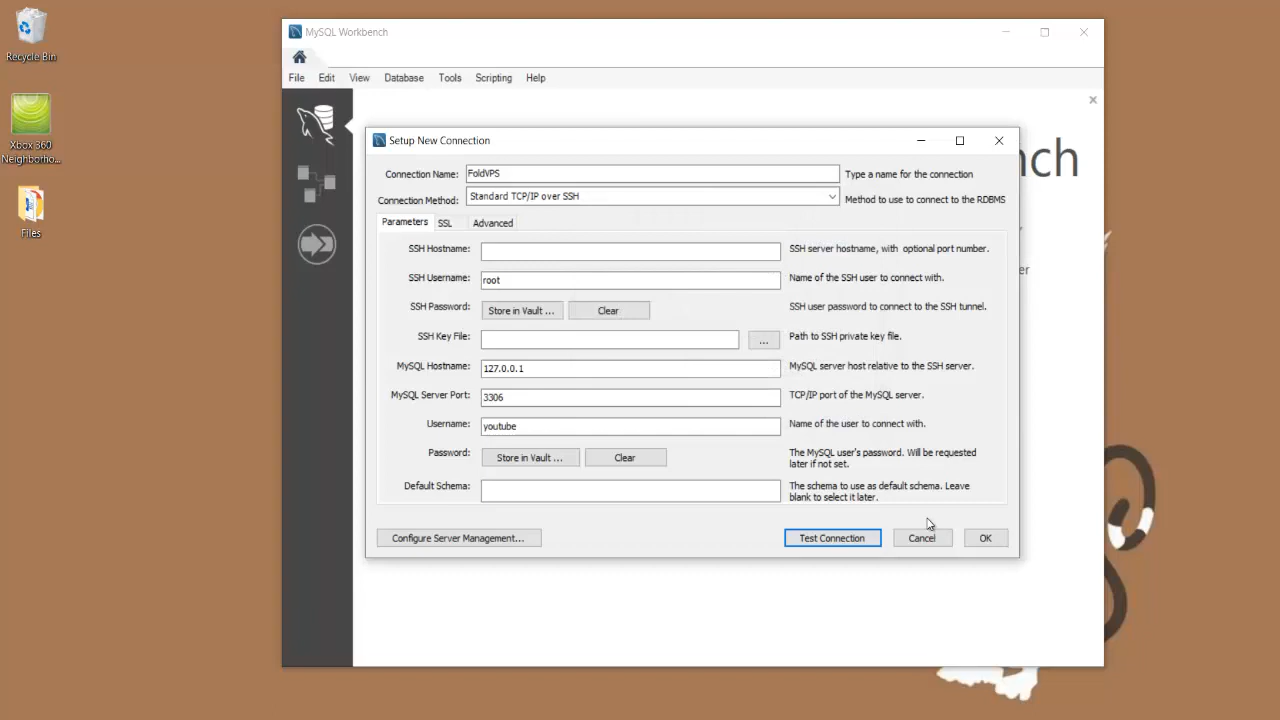 Recycle Bin
Xbox 360
Neighborho...
Files
MySQL Workbench
File Edit View Database Tools Scripting Help
nch
er
Setup New Connection
Connection Name: FoldVPS Type a name for the connection
Connection Method: Standard TCP/IP over SSH Method to use to connect to the RDBMS
Parameters SSL Advanced
SSH Hostname: SSH server hostname, with optional port number.
SSH Username: root Name of the SSH user to connect with.
SSH Password: Store in Vault ... Clear SSH user password to connect to the SSH tunnel.
SSH Key File: ... Path to SSH private key file.
MySQL Hostname: 127.0.0.1 MySQL server host relative to the SSH server.
MySQL Server Port: 3306 TCP/IP port of the MySQL server.
Username: youtube Name of the user to connect with.
Password: Store in Vault ... Clear The MySQL user's password. Will be requested
later if not set.
Default Schema: The schema to use as default schema. Leave
blank to select it later.
Configure Server Management... Test Connection Cancel OK